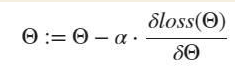 Θ := Θ − α · δloss(Θ) / δΘ